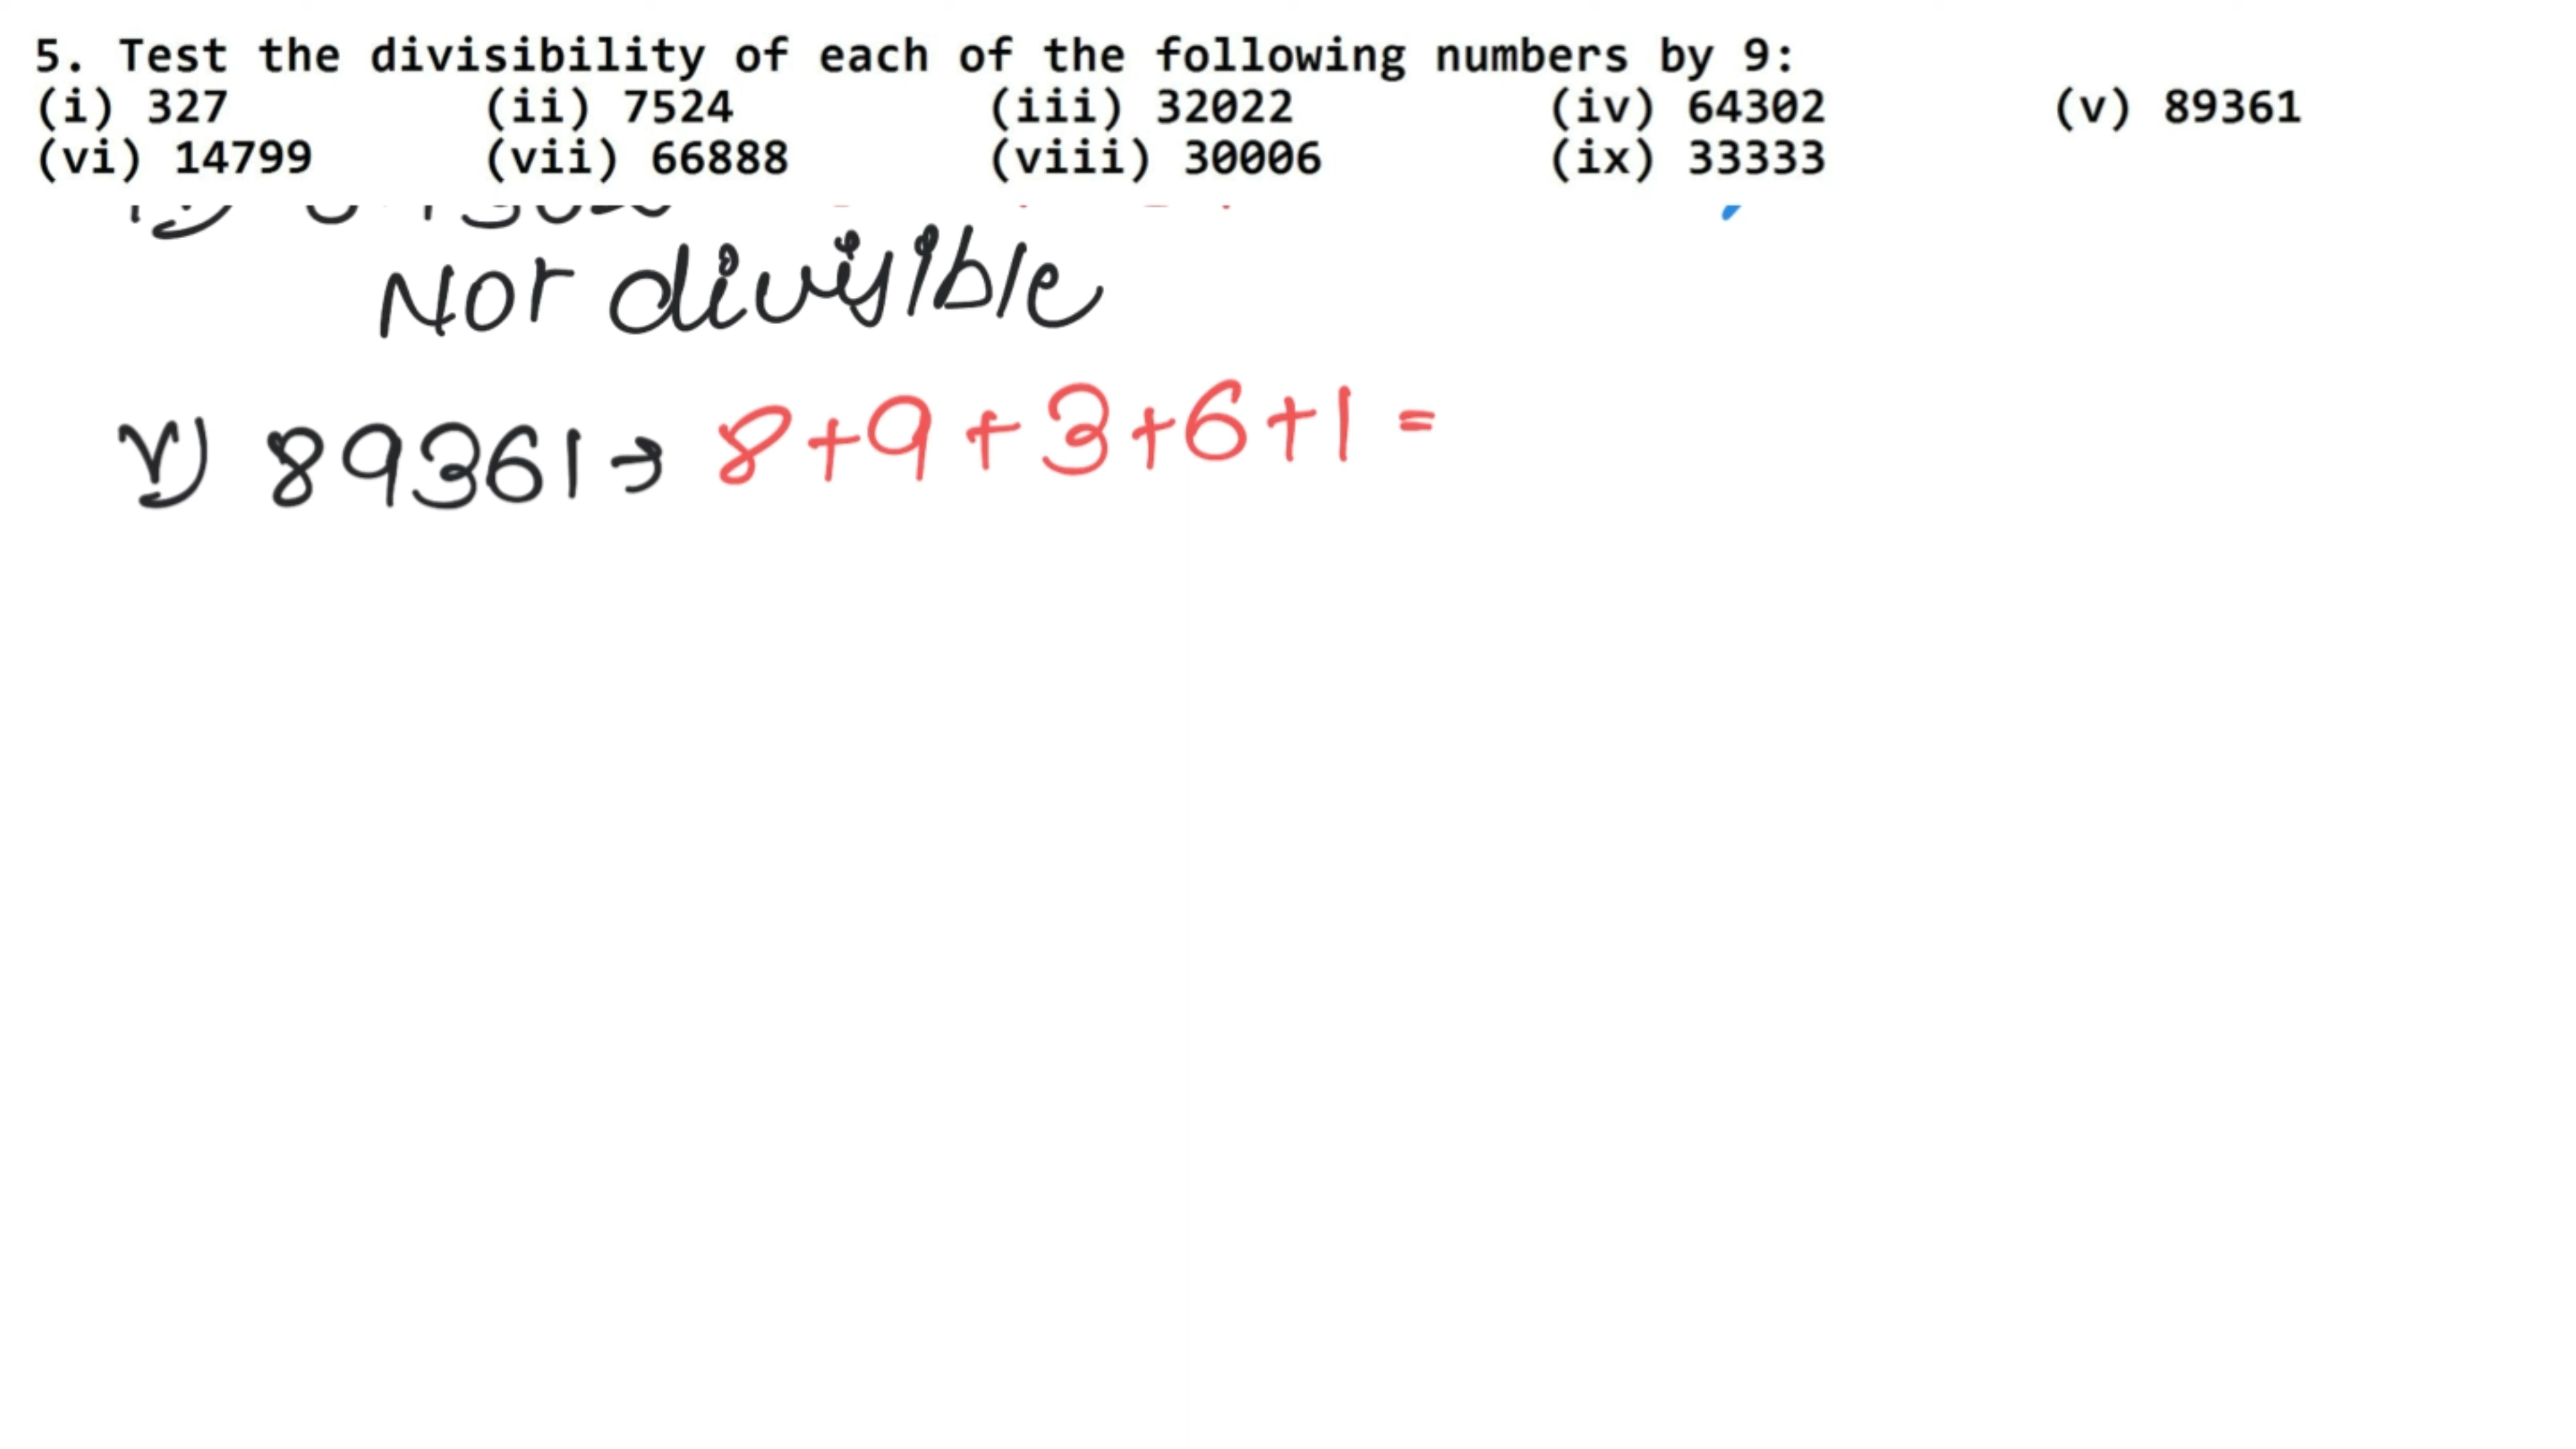 5. Test the divisibility of each of the following numbers by 9:
(i) 327 (ii) 7524 (iii) 32022 (iv) 64302 (v) 89361
(vi) 14799 (vii) 66888 (viii) 30006 (ix) 33333
Not divisible
v) 89361 → 8+9+3+6+1 =